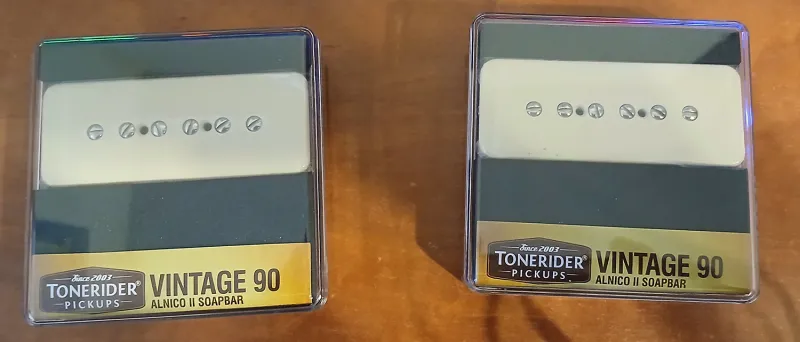 Since 2003
TONERIDER®
PICKUPS
VINTAGE 90
ALNICO II SOAPBAR
Since 2003
TONERIDER®
PICKUPS
VINTAGE 90
ALNICO II SOAPBAR